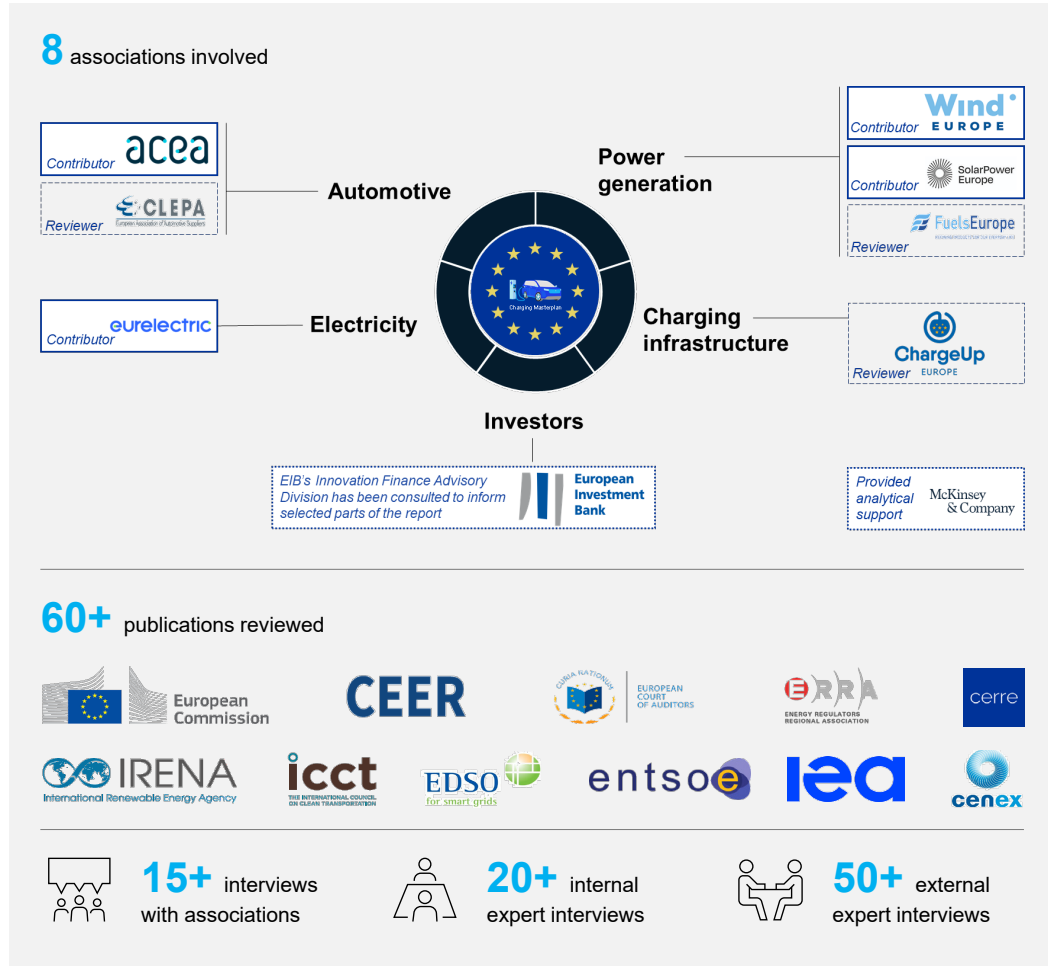 8 associations involved
Contributor acea
Reviewer CLEPA
European Association of Automotive Suppliers
Automotive
Power
generation
Contributor WIND EUROPE
Contributor SolarPower
Europe
Reviewer FuelsEurope
Charging Masterplan
Contributor eurelectric
Electricity
Charging
infrastructure
ChargeUp
Reviewer EUROPE
Investors
EIB's Innovation Finance Advisory
Division has been consulted to inform
selected parts of the report
European
Investment
Bank
Provided
analytical
support
McKinsey
& Company
60+ publications reviewed
European
Commission
CEER
CURIA NATIONUM
EUROPEAN
COURT
OF AUDITORS
ERRA
ENERGY REGULATORS
REGIONAL ASSOCIATION
cerre
IRENA
International Renewable Energy Agency
icct
THE INTERNATIONAL COUNCIL
ON CLEAN TRANSPORTATION
EDSO
for smart grids
entsoe
iea
cenex
15+ interviews
with associations
20+ internal
expert interviews
50+ external
expert interviews